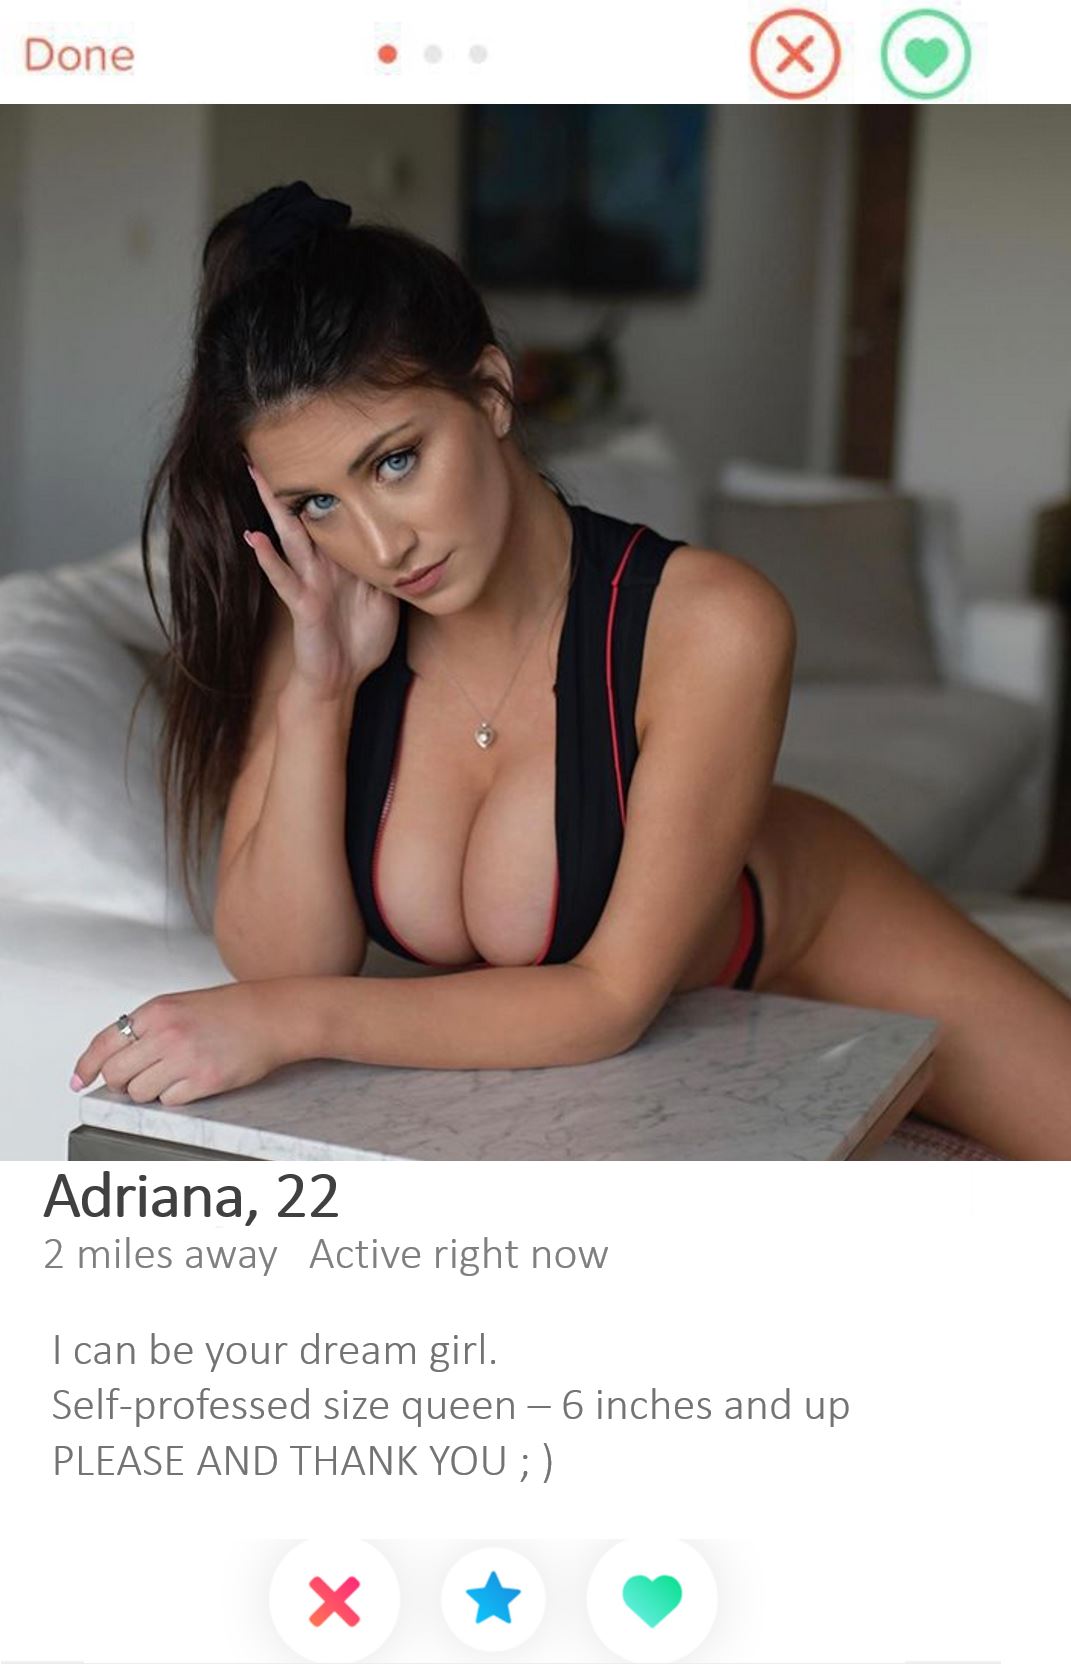 Done
Adriana, 22
2 miles away Active right now
I can be your dream girl.
Self-professed size queen – 6 inches and up
PLEASE AND THANK YOU ; )